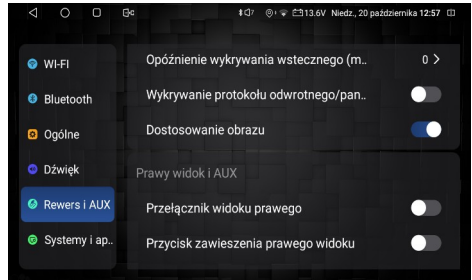 13.6V Niedz., 20 października 12:57
WI-FI
Bluetooth
Ogólne
Dźwięk
Rewers i AUX
Systemy i ap..
Opóźnienie wykrywania wstecznego (m..
0
Wykrywanie protokołu odwrotnego/pan..
Dostosowanie obrazu
Prawy widok i AUX
Przełącznik widoku prawego
Przycisk zawieszenia prawego widoku